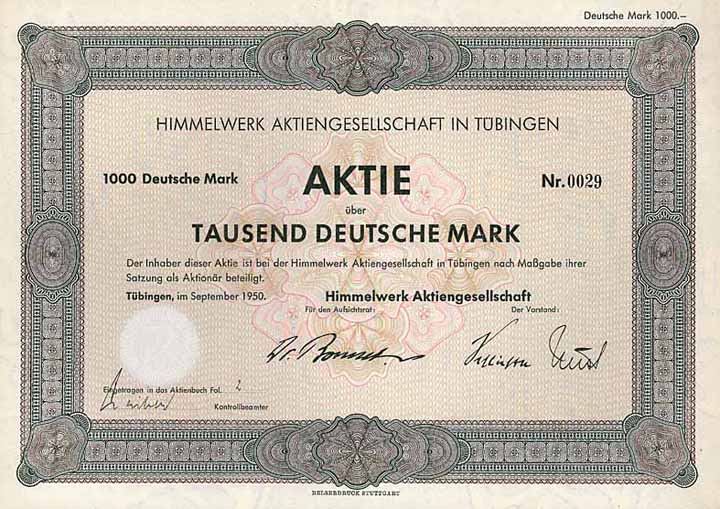 Deutsche Mark 1000.–
HIMMELWERK AKTIENGESELLSCHAFT IN TÜBINGEN
1000 Deutsche Mark AKTIE Nr. 0029
über
TAUSEND DEUTSCHE MARK
Der Inhaber dieser Aktie ist bei der Himmelwerk Aktiengesellschaft in Tübingen nach Maßgabe ihrer
Satzung als Aktionär beteiligt.
Tübingen, im September 1950. Himmelwerk Aktiengesellschaft
Für den Aufsichtsrat: Der Vorstand:
Eingetragen in das Aktienbuch Fol. 2
Kontrollbeamter
BELSERDRUCK STUTTGART